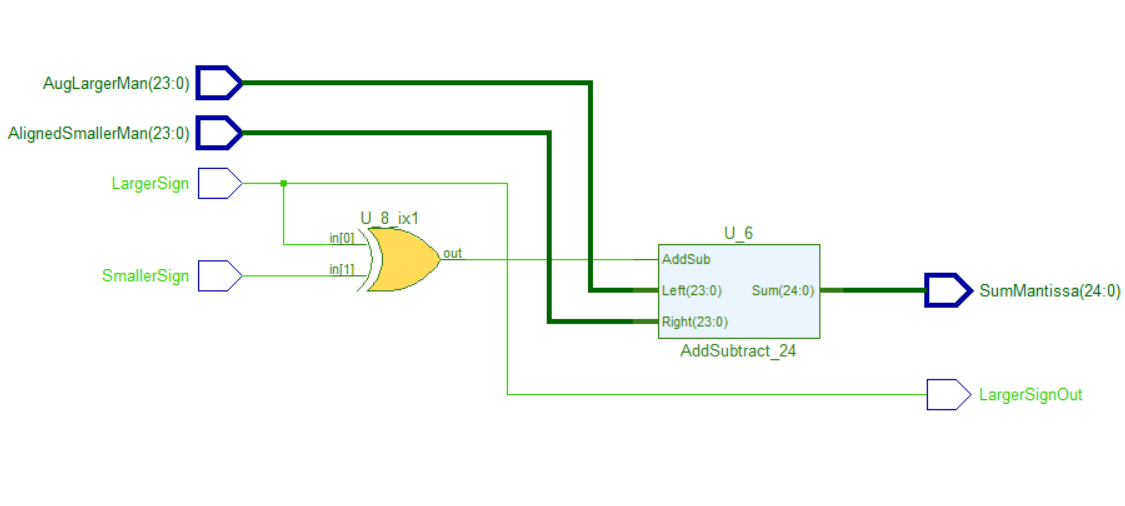 AugLargerMan(23:0)
AlignedSmallerMan(23:0)
LargerSign
U_8_ix1
in[0]
out
in[1]
SmallerSign
U_6
AddSub
Left(23:0) Sum(24:0)
Right(23:0)
AddSubtract_24
SumMantissa(24:0)
LargerSignOut